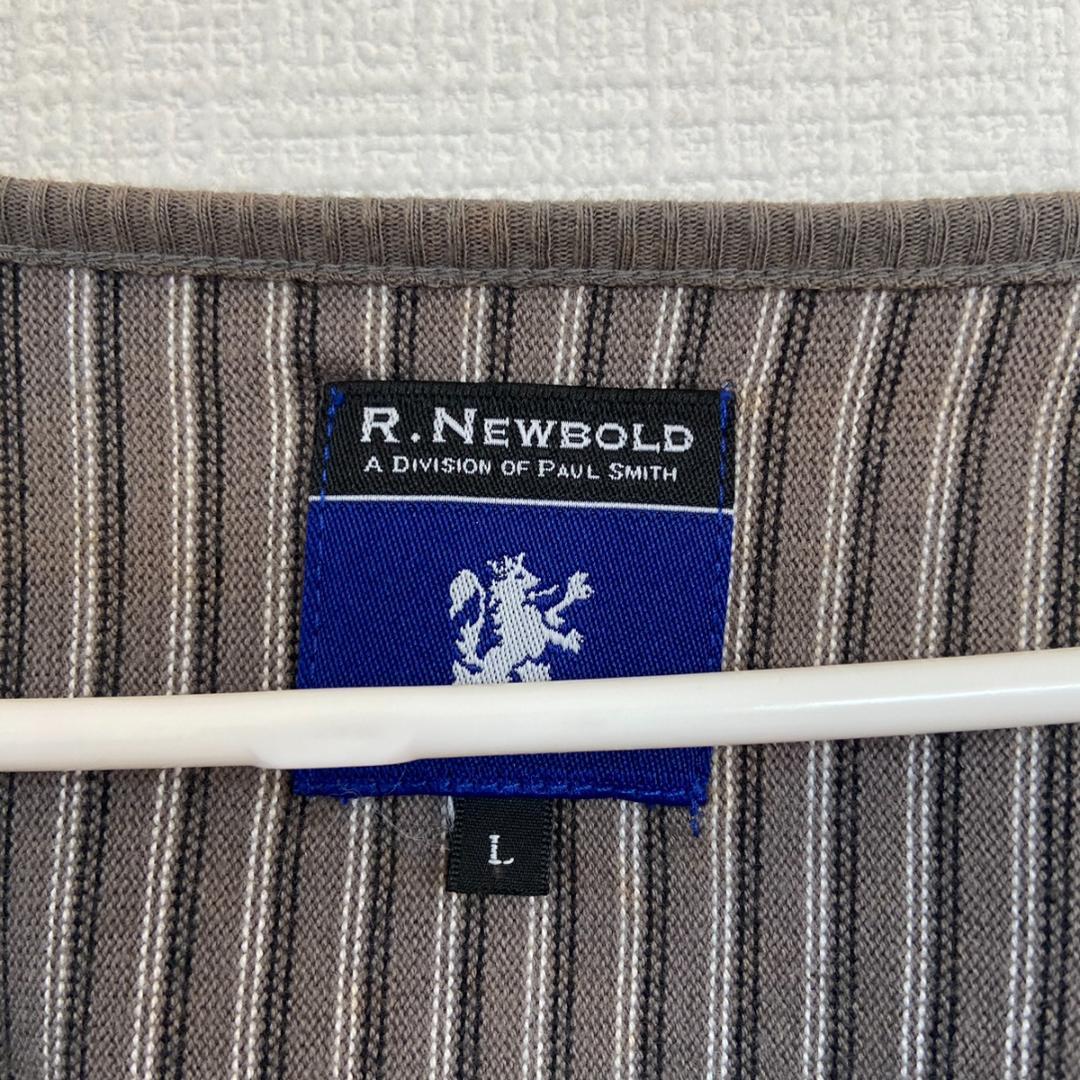 R. NEWBOLD
A DIVISION OF PAUL SMITH
L